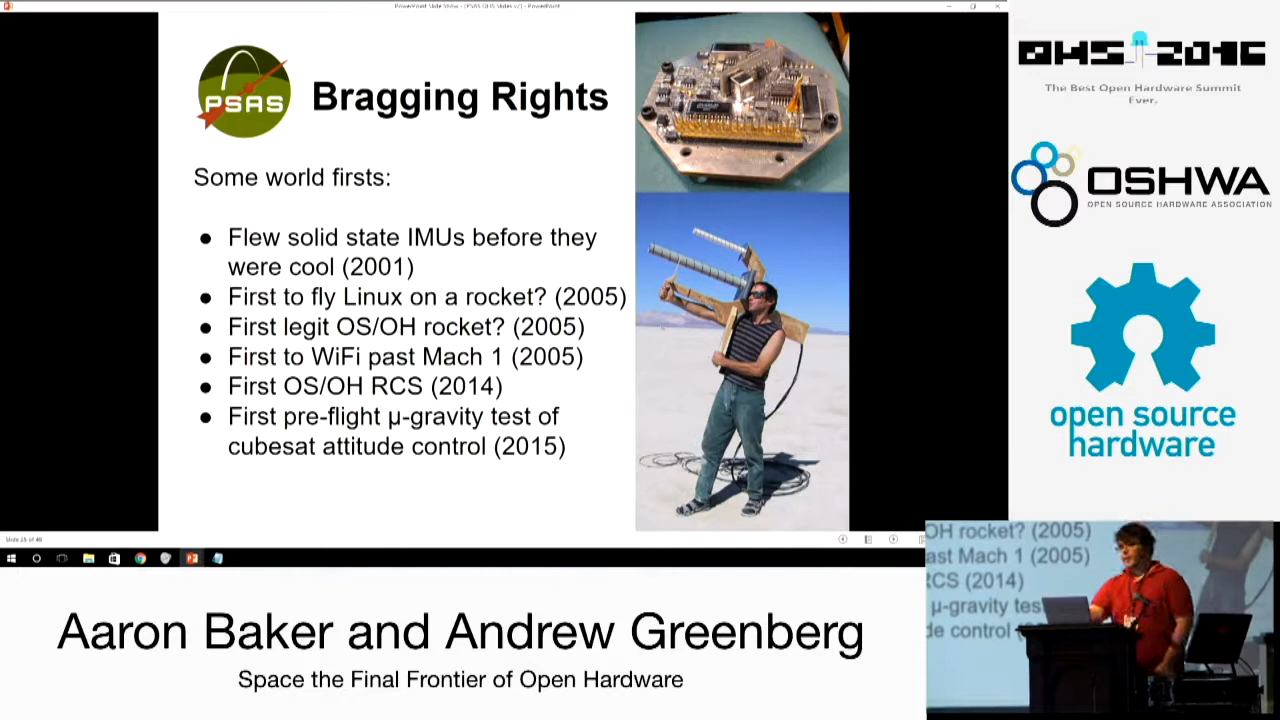 PowerPoint Slide Show - [PSAS OHS Slides v2] - PowerPoint
PSAS
Bragging Rights
Some world firsts:
● Flew solid state IMUs before they
were cool (2001)
● First to fly Linux on a rocket? (2005)
● First legit OS/OH rocket? (2005)
● First to WiFi past Mach 1 (2005)
● First OS/OH RCS (2014)
● First pre-flight µ-gravity test of
cubesat attitude control (2015)
OHS 2016
The Best Open Hardware Summit
Ever.
OSHWA
OPEN SOURCE HARDWARE ASSOCIATION
open source
hardware
OH rocket? (2005)
ast Mach 1 (2005)
RCS (2014)
µ-gravity tes
de control
Aaron Baker and Andrew Greenberg
Space the Final Frontier of Open Hardware